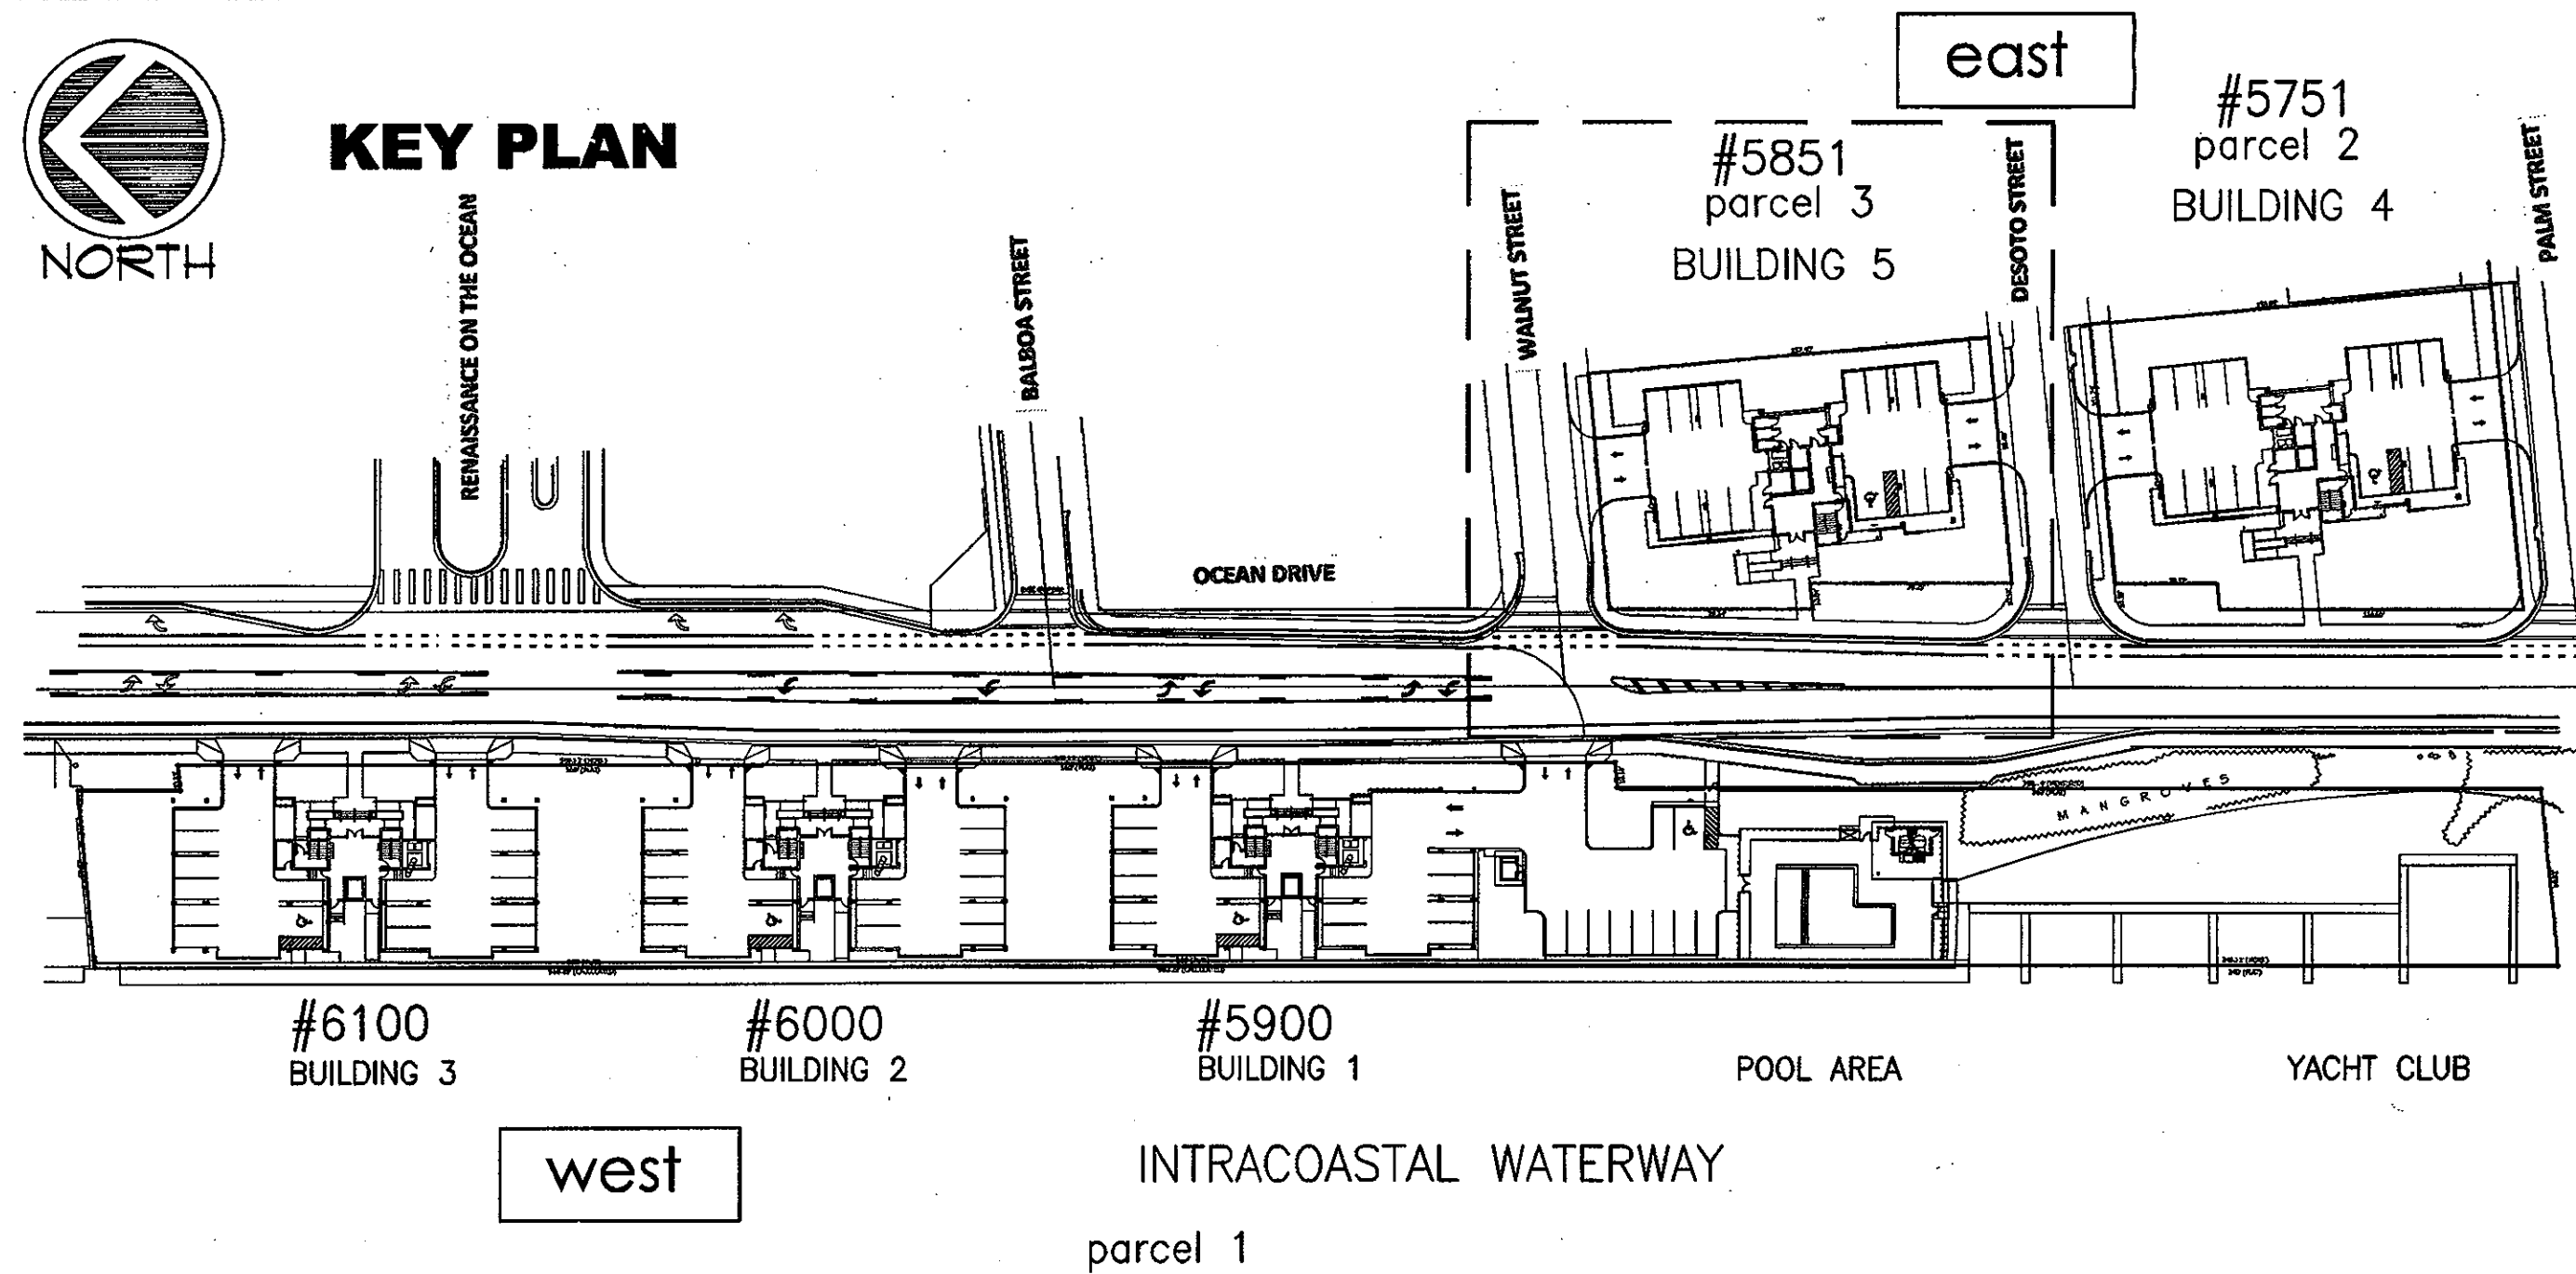 east
#5751
parcel 2
BUILDING 4
#5851
parcel 3
BUILDING 5
KEY PLAN
NORTH
RENAISSANCE ON THE OCEAN
BALBOA STREET
WALNUT STREET
DESOTO STREET
PALM STREET
OCEAN DRIVE
MANGROVES
#6100
BUILDING 3
#6000
BUILDING 2
#5900
BUILDING 1
POOL AREA
YACHT CLUB
west
INTRACOASTAL WATERWAY
parcel 1